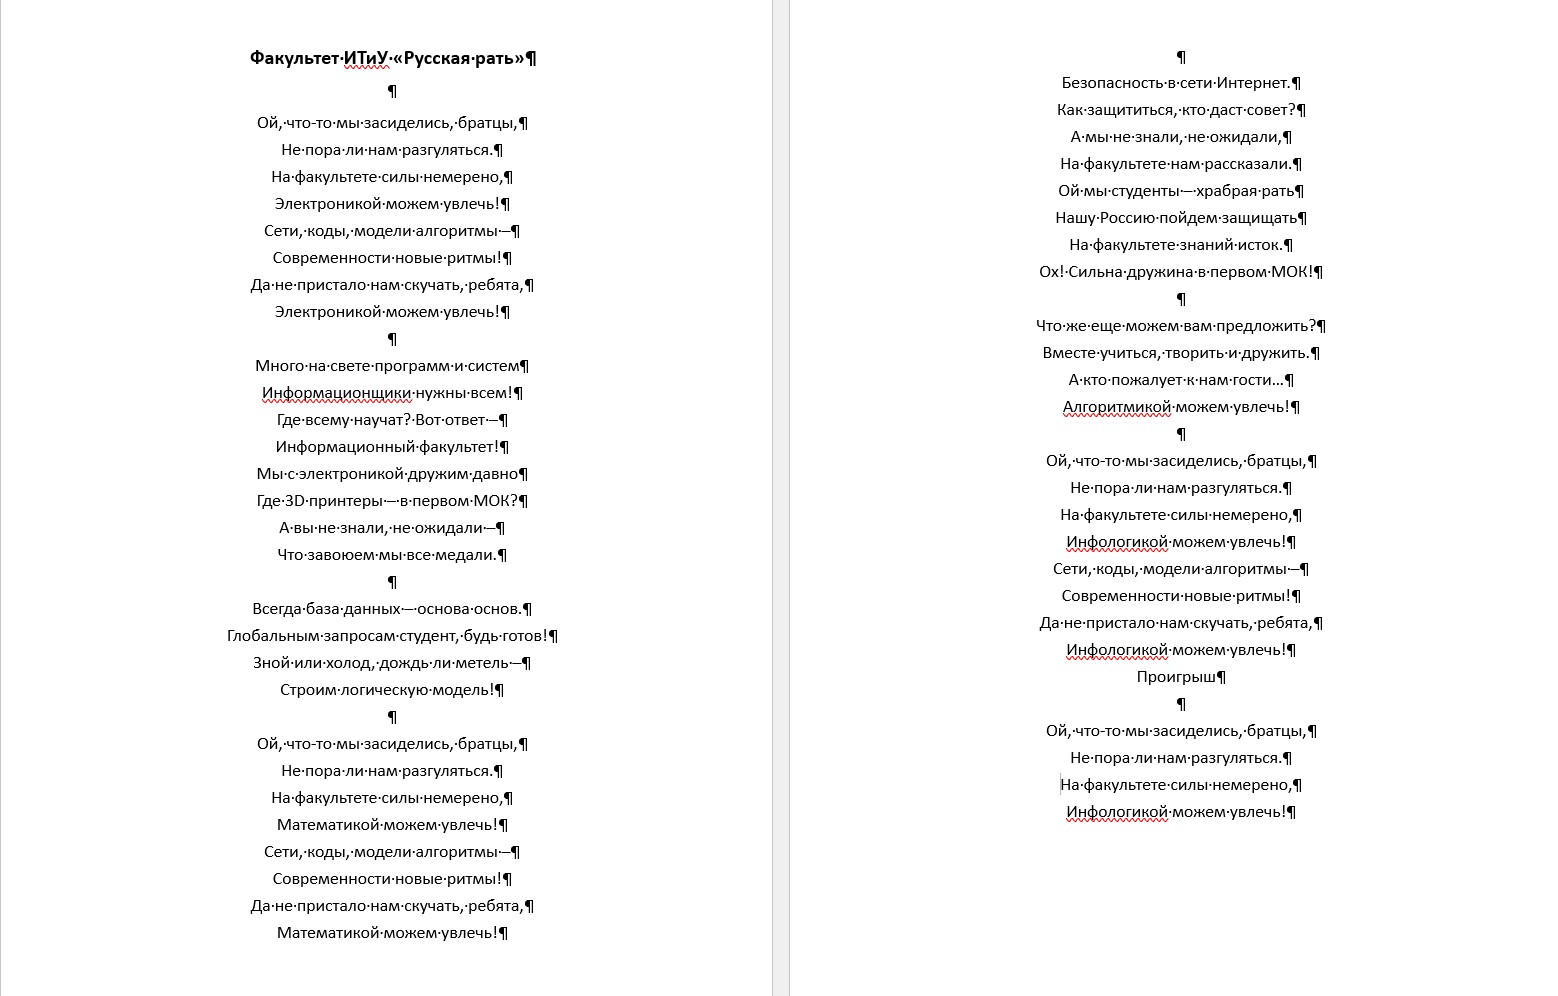 Факультет ИТиУ «Русская рать»
Ой, что-то мы засиделись, братцы,
Не пора ли нам разгуляться.
На факультете силы немерено,
Электроникой можем увлечь!
Сети, коды, модели алгоритмы –
Современности новые ритмы!
Да не пристало нам скучать, ребята,
Электроникой можем увлечь!
Много на свете программ и систем
Информационщики нужны всем!
Где всему научат? Вот ответ –
Информационный факультет!
Мы с электроникой дружим давно
Где 3D принтеры – в первом МОК?
А вы не знали, не ожидали –
Что завоюем мы все медали.
Всегда база данных – основа основ.
Глобальным запросам студент, будь готов!
Зной или холод, дождь ли метель –
Строим логическую модель!
Ой, что-то мы засиделись, братцы,
Не пора ли нам разгуляться.
На факультете силы немерено,
Математикой можем увлечь!
Сети, коды, модели алгоритмы –
Современности новые ритмы!
Да не пристало нам скучать, ребята,
Математикой можем увлечь!
Безопасность в сети Интернет.
Как защититься, кто даст совет?
А мы не знали, не ожидали,
На факультете нам рассказали.
Ой мы студенты – храбрая рать
Нашу Россию пойдем защищать
На факультете знаний исток.
Ох! Сильна дружина в первом МОК!
Что же еще можем вам предложить?
Вместе учиться, творить и дружить.
А кто пожалует к нам гости...
Алгоритмикой можем увлечь!
Ой, что-то мы засиделись, братцы,
Не пора ли нам разгуляться.
На факультете силы немерено,
Инфологикой можем увлечь!
Сети, коды, модели алгоритмы –
Современности новые ритмы!
Да не пристало нам скучать, ребята,
Инфологикой можем увлечь!
Проигрыш
Ой, что-то мы засиделись, братцы,
Не пора ли нам разгуляться.
На факультете силы немерено,
Инфологикой можем увлечь!